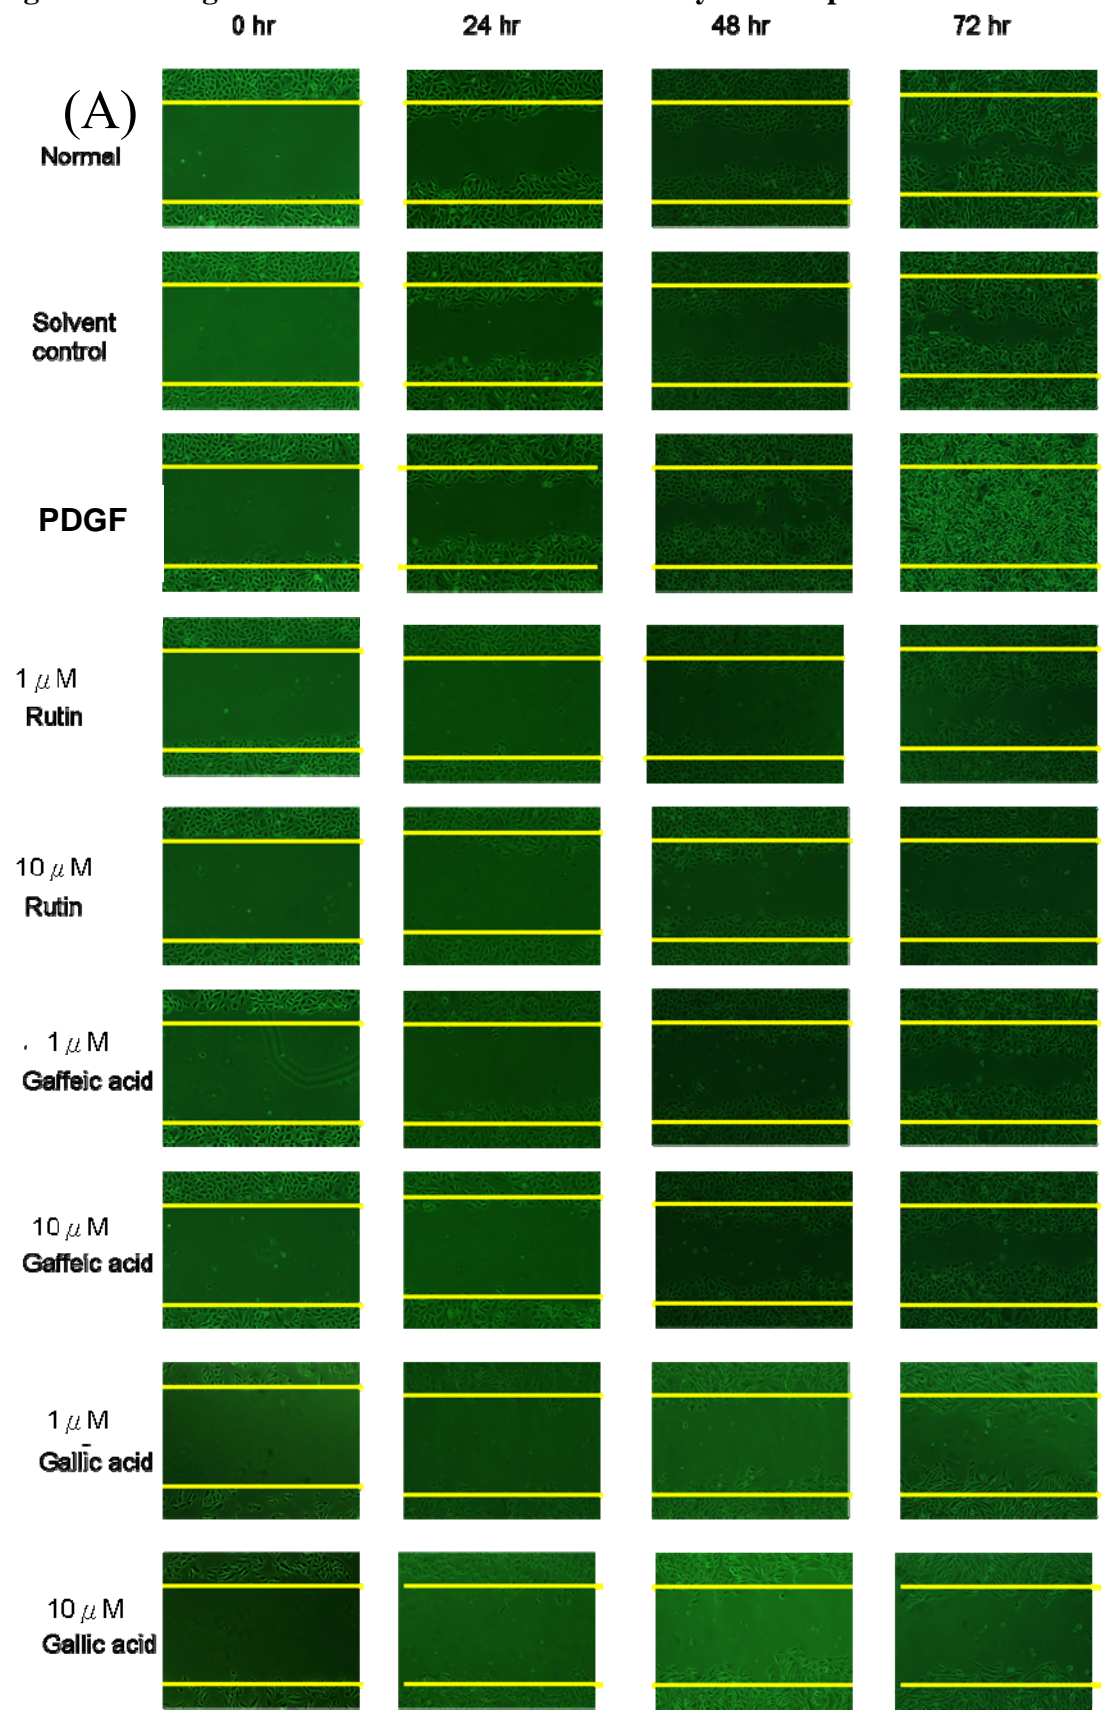 0 hr 24 hr 48 hr 72 hr
(A)
Normal
Solvent
control
PDGF
1 μM
Rutin
10 μM
Rutin
. 1 μM
Gaffeic acid
10 μM
Gaffeic acid
1 μM
Gallic acid
10 μM
Gallic acid